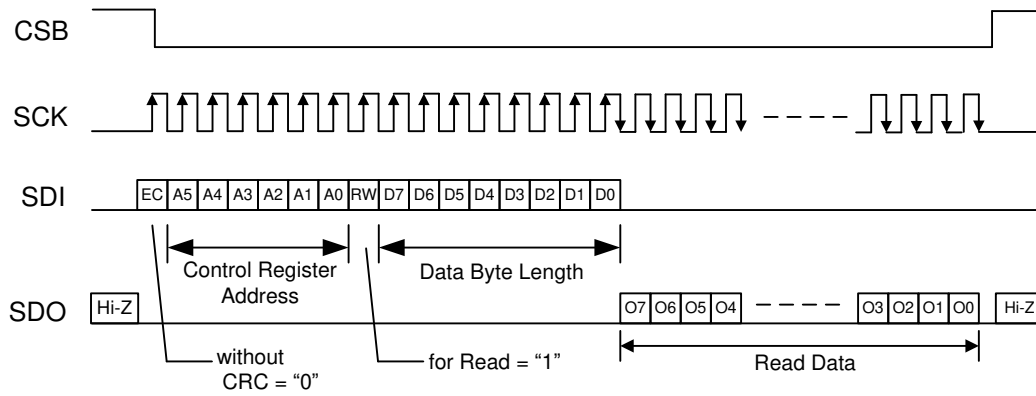 CSB
SCK
SDI
EC A5 A4 A3 A2 A1 A0 RW D7 D6 D5 D4 D3 D2 D1 D0
Control Register
Address
Data Byte Length
SDO
Hi-Z
O7 O6 O5 O4
O3 O2 O1 O0
Hi-Z
without
CRC = “0”
for Read = “1”
Read Data